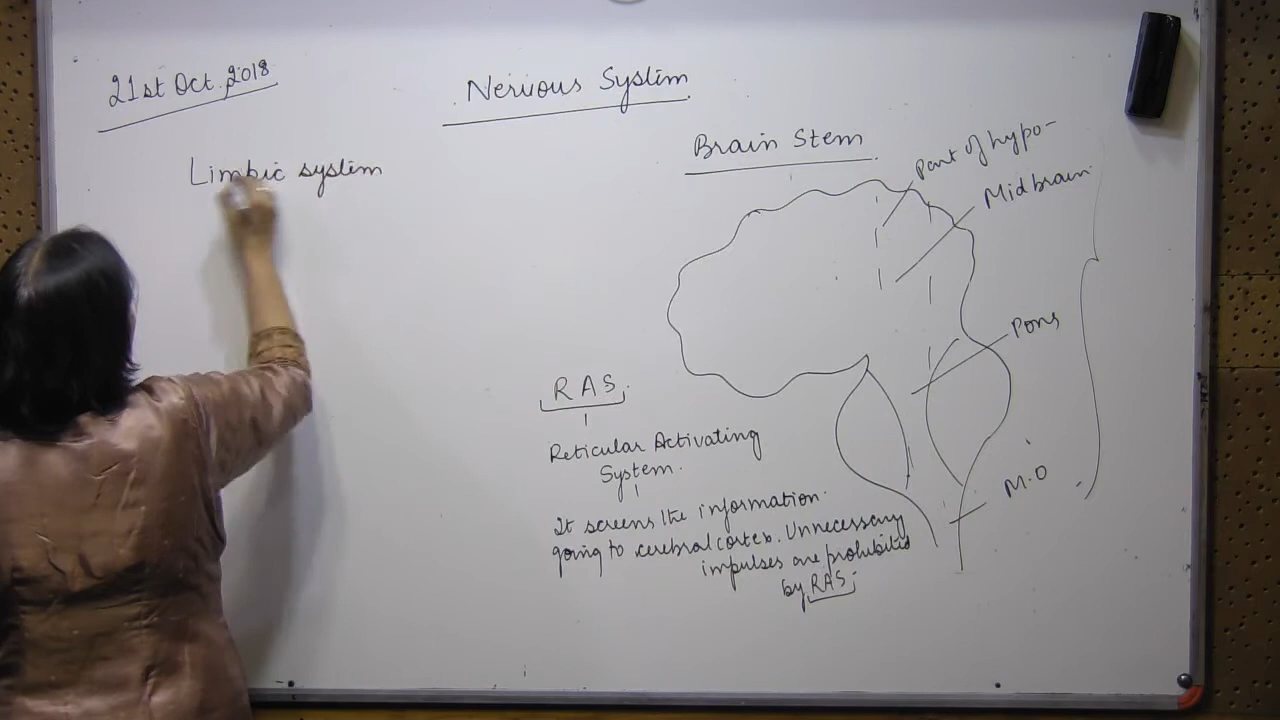 21st Oct, 2018
Nervious System
Limbic system
Brain Stem
Part of hypo-
Midbrain
Pons
M.O
RAS.
Reticular Activating
System.
It screens the information.
going to cerebral cortex. Unnecessary
impulses are prohibited
by RAS.